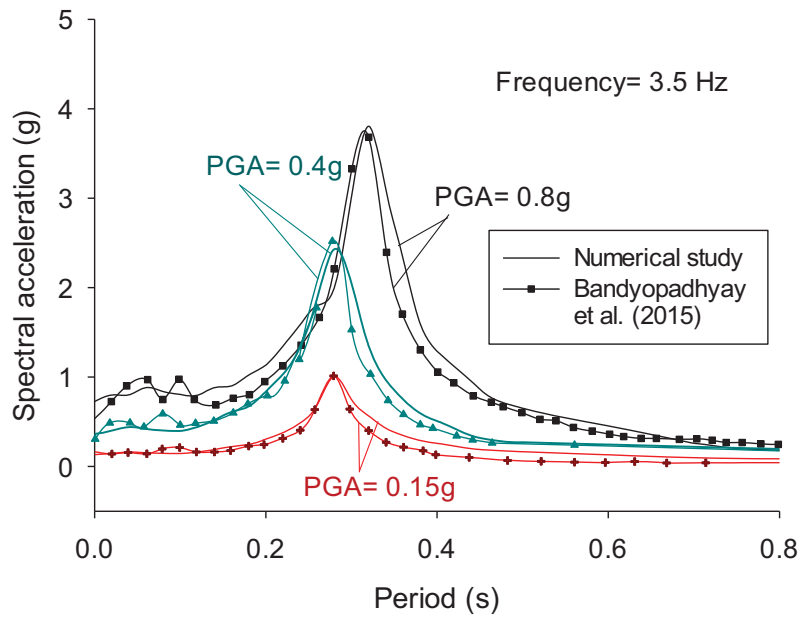 5
4
3
2
1
0
Spectral acceleration (g)
Frequency= 3.5 Hz
PGA= 0.4g
PGA= 0.8g
Numerical study
Bandyopadhyay
et al. (2015)
PGA= 0.15g
0.0 0.2 0.4 0.6 0.8
Period (s)